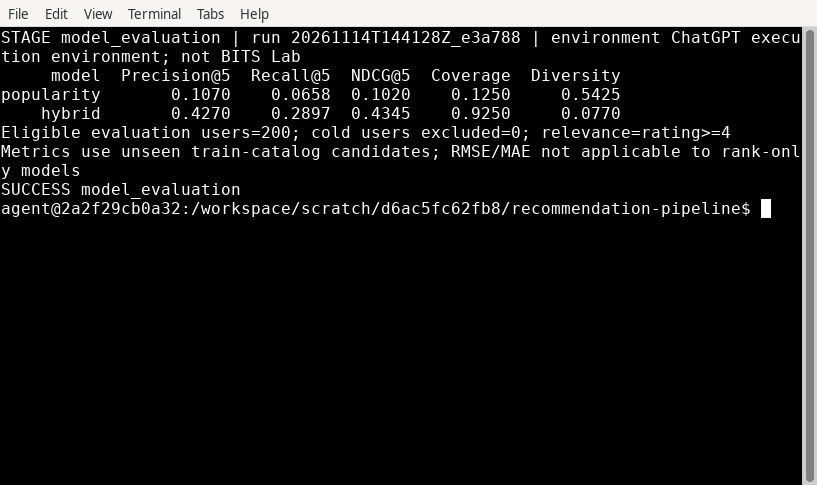 File Edit View Terminal Tabs Help
STAGE model_evaluation | run 20261114T144128Z_e3a788 | environment ChatGPT execu
tion environment; not BITS Lab
     model  Precision@5  Recall@5  NDCG@5  Coverage  Diversity
popularity       0.1070    0.0658  0.1020    0.1250     0.5425
    hybrid       0.4270    0.2897  0.4345    0.9250     0.0770
Eligible evaluation users=200; cold users excluded=0; relevance=rating>=4
Metrics use unseen train-catalog candidates; RMSE/MAE not applicable to rank-onl
y models
SUCCESS model_evaluation
agent@2a2f29cb0a32:/workspace/scratch/d6ac5fc62fb8/recommendation-pipeline$